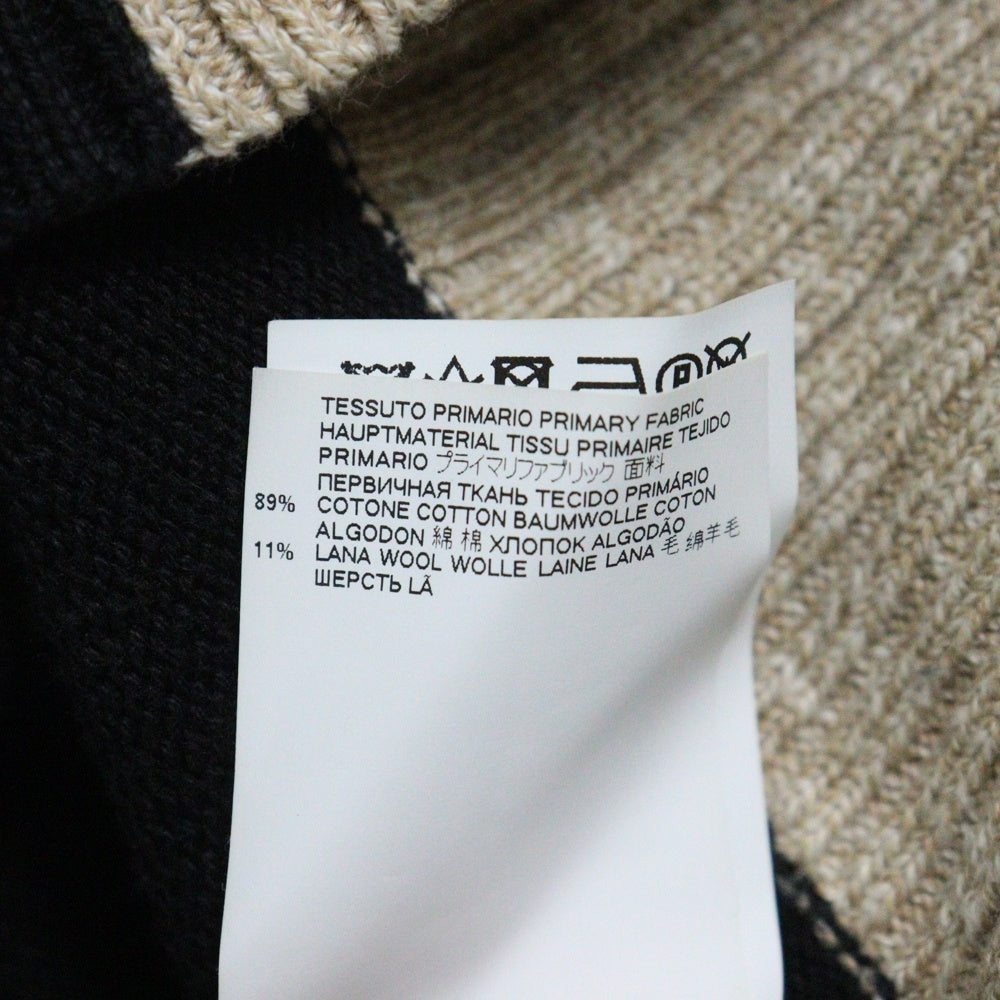 TESSUTO PRIMARIO PRIMARY FABRIC
HAUPTMATERIAL TISSU PRIMAIRE TEJIDO
PRIMARIO プライマリファブリック 面料
ПЕРВИЧНАЯ ТКАНЬ TECIDO PRIMÁRIO
89% COTONE COTTON BAUMWOLLE COTON
ALGODON 綿 棉 ХЛОПОК ALGODÃO
11% LANA WOOL WOLLE LAINE LANA 毛 绵羊毛
ШЕРСТЬ LÃ